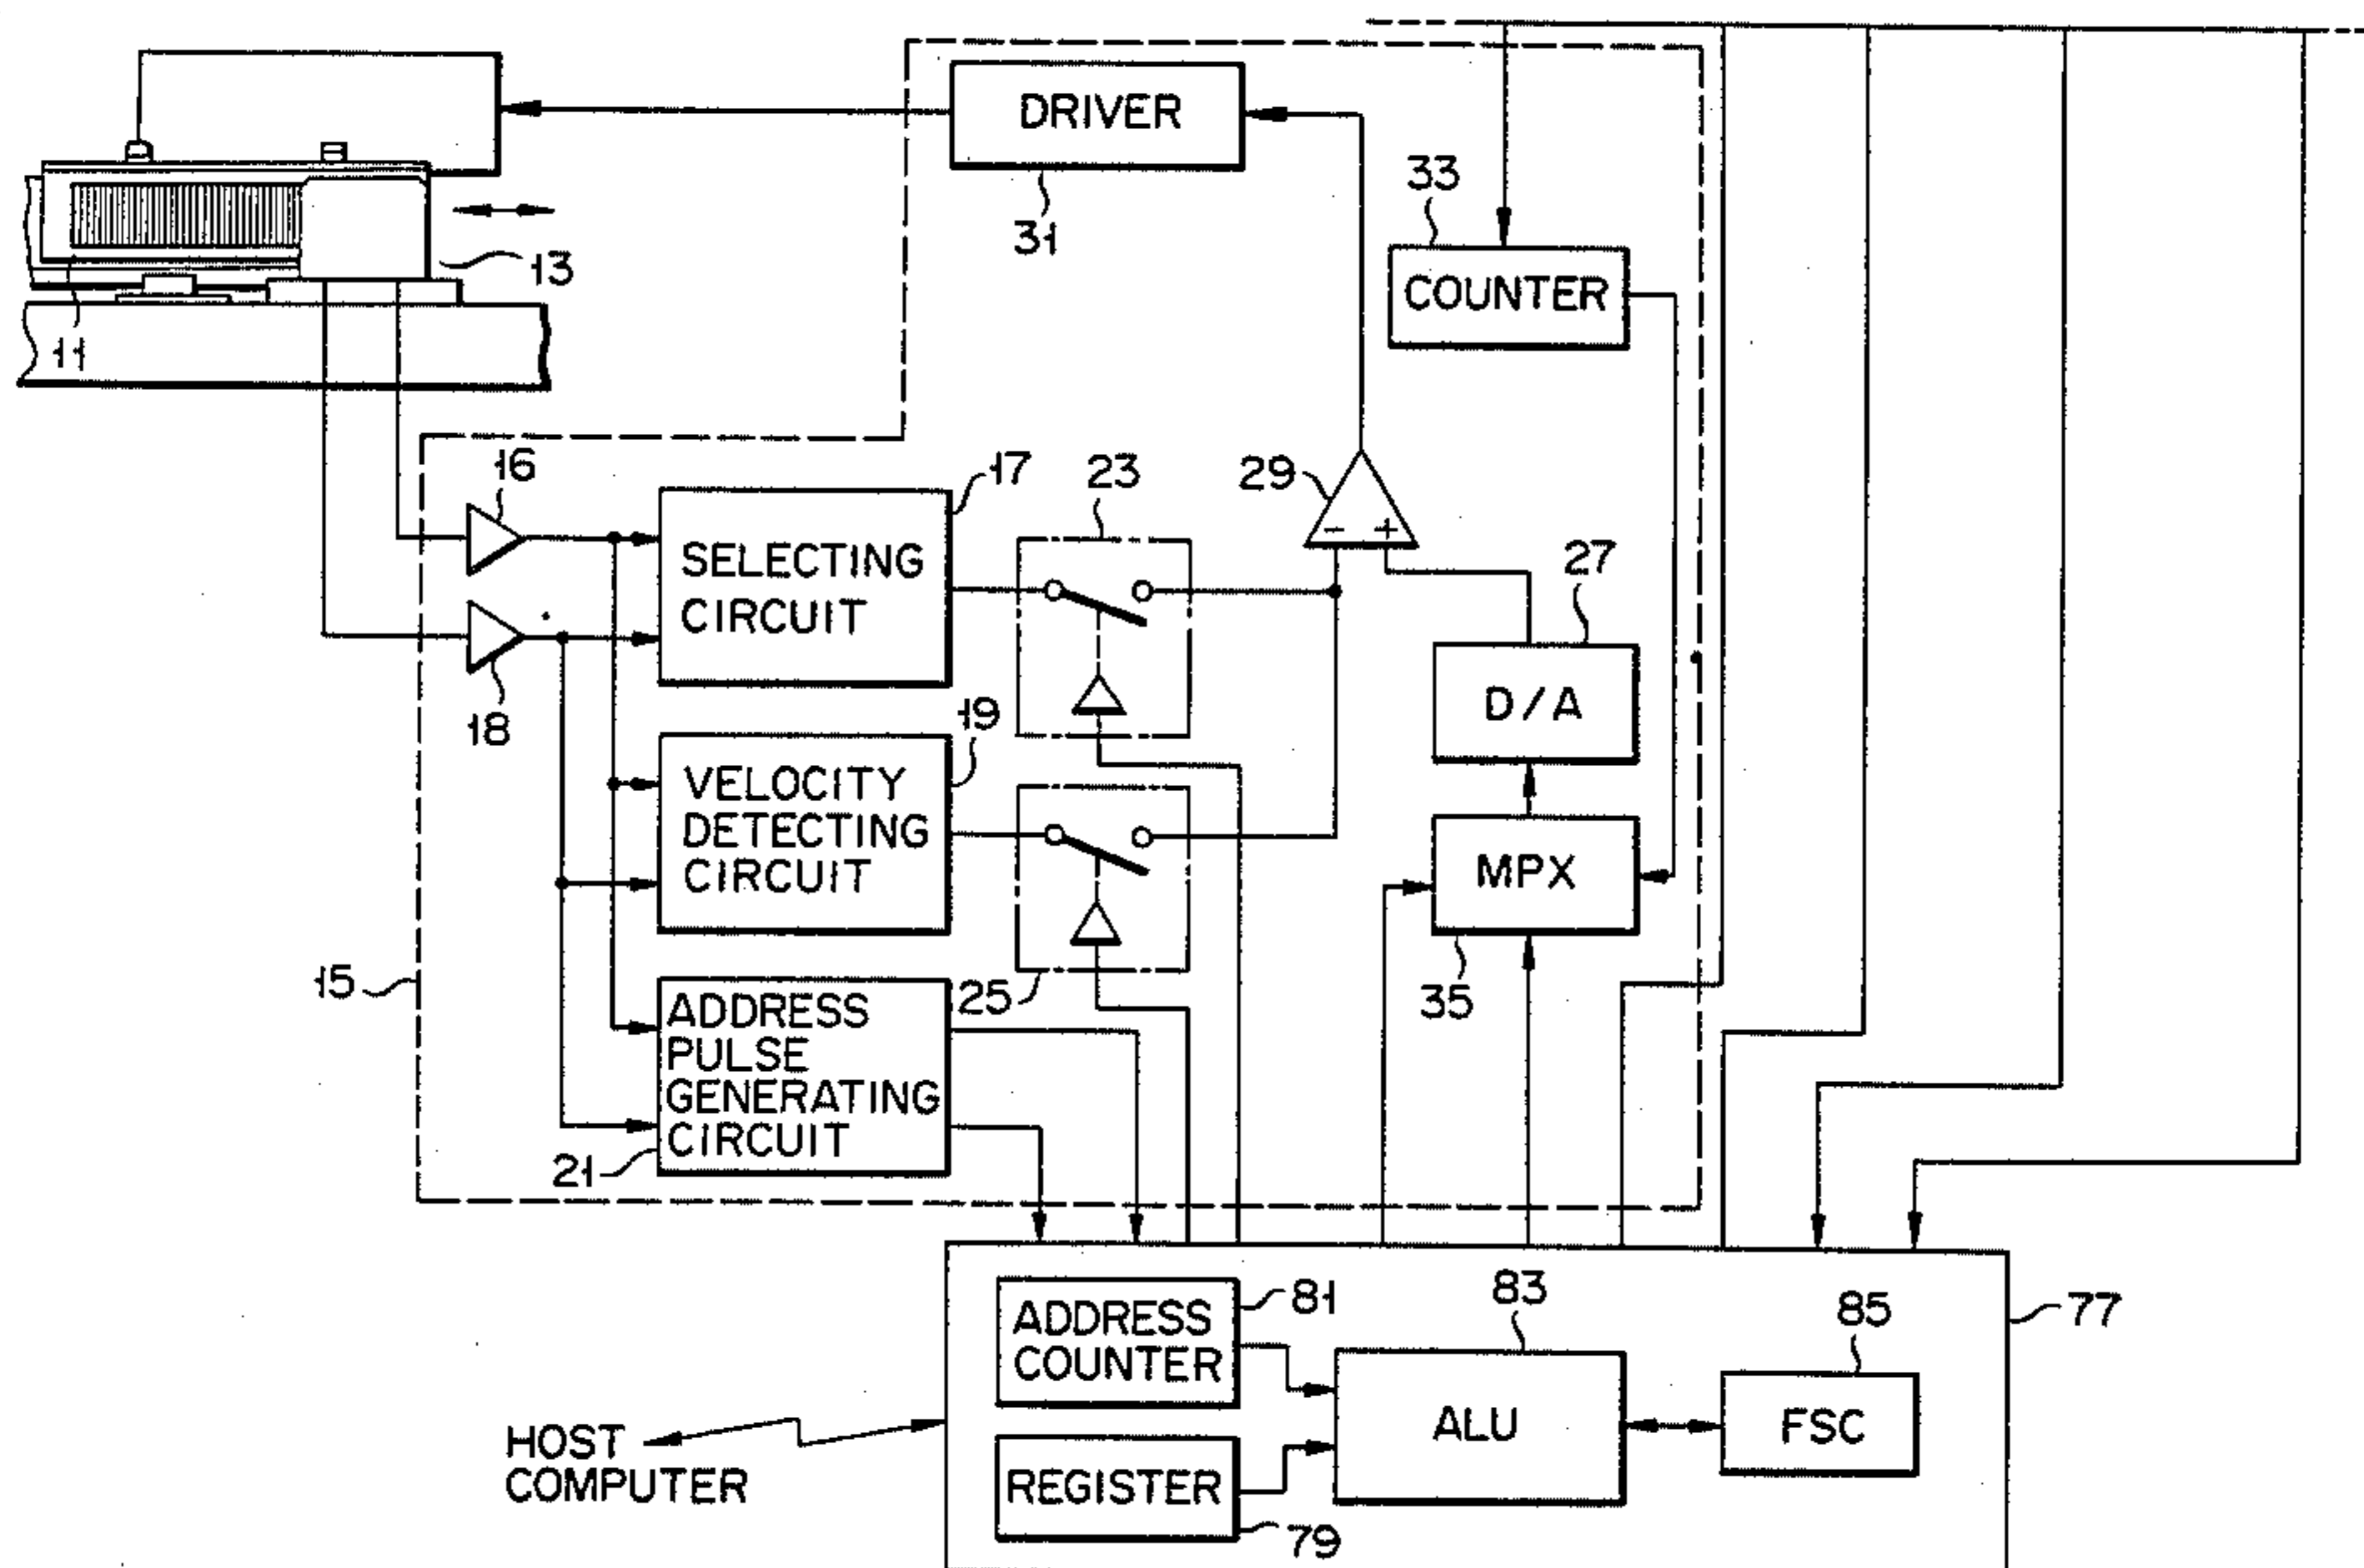 DRIVER
31
33
COUNTER
13
11
16
17
23
29
SELECTING
CIRCUIT
- +
27
18
D/A
19
VELOCITY
DETECTING
CIRCUIT
MPX
15
25
35
ADDRESS
PULSE
GENERATING
CIRCUIT
21
81
83
85
77
ADDRESS
COUNTER
ALU
FSC
HOST
COMPUTER
REGISTER
79